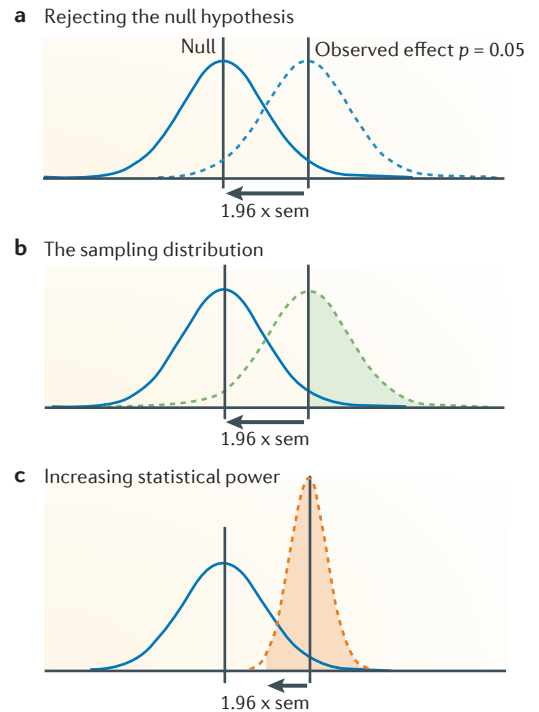 a Rejecting the null hypothesis
Null
Observed effect p = 0.05
1.96 x sem
b The sampling distribution
1.96 x sem
c Increasing statistical power
1.96 x sem